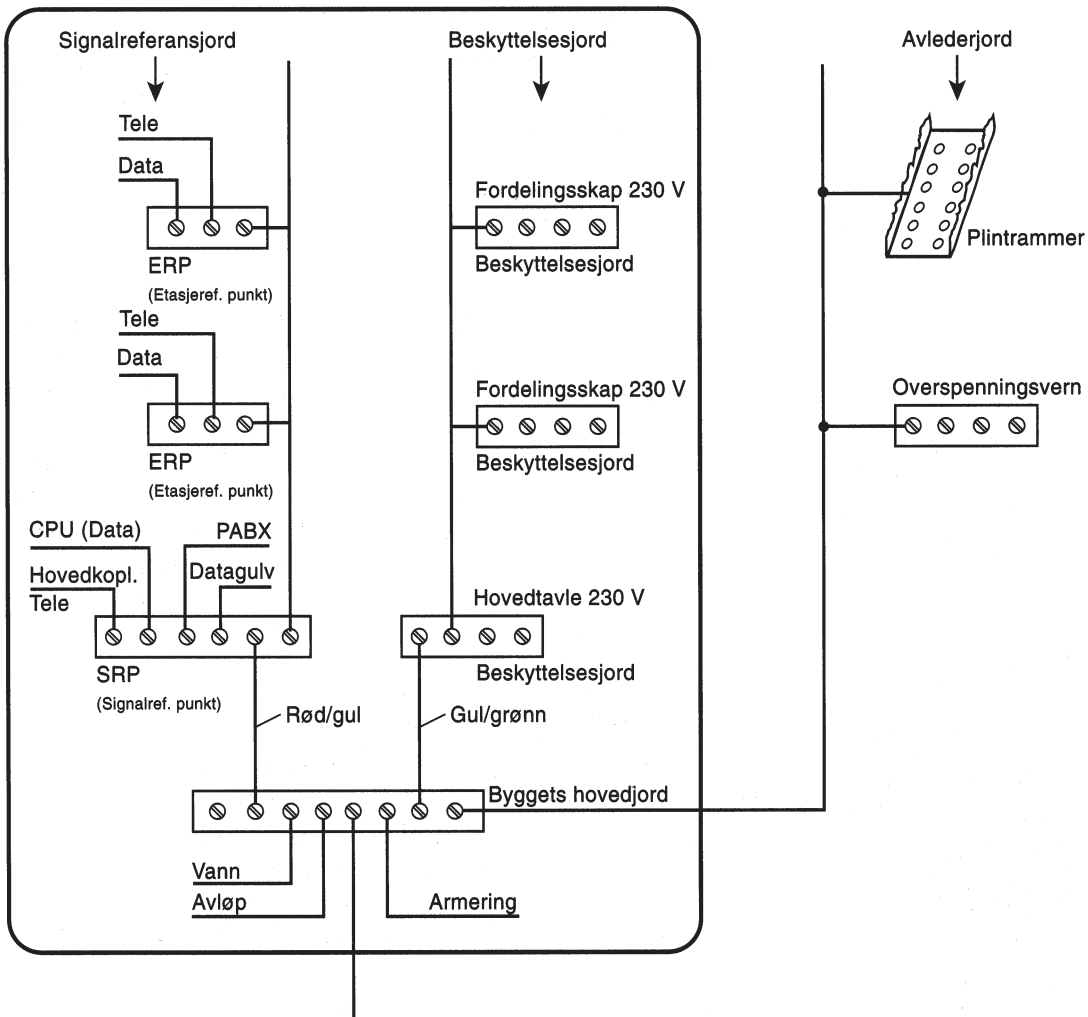 Signalreferansjord
Beskyttelsesjord
Avlederjord
Tele
Data
ERP
(Etasjeref. punkt)
Tele
Data
ERP
(Etasjeref. punkt)
CPU (Data)
PABX
Hovedkopl.
Tele
Datagulv
SRP
(Signalref. punkt)
Rød/gul
Fordelingsskap 230 V
Beskyttelsesjord
Fordelingsskap 230 V
Beskyttelsesjord
Hovedtavle 230 V
Beskyttelsesjord
Gul/grønn
Plintrammer
Overspenningsvern
Byggets hovedjord
Vann
Avløp
Armering